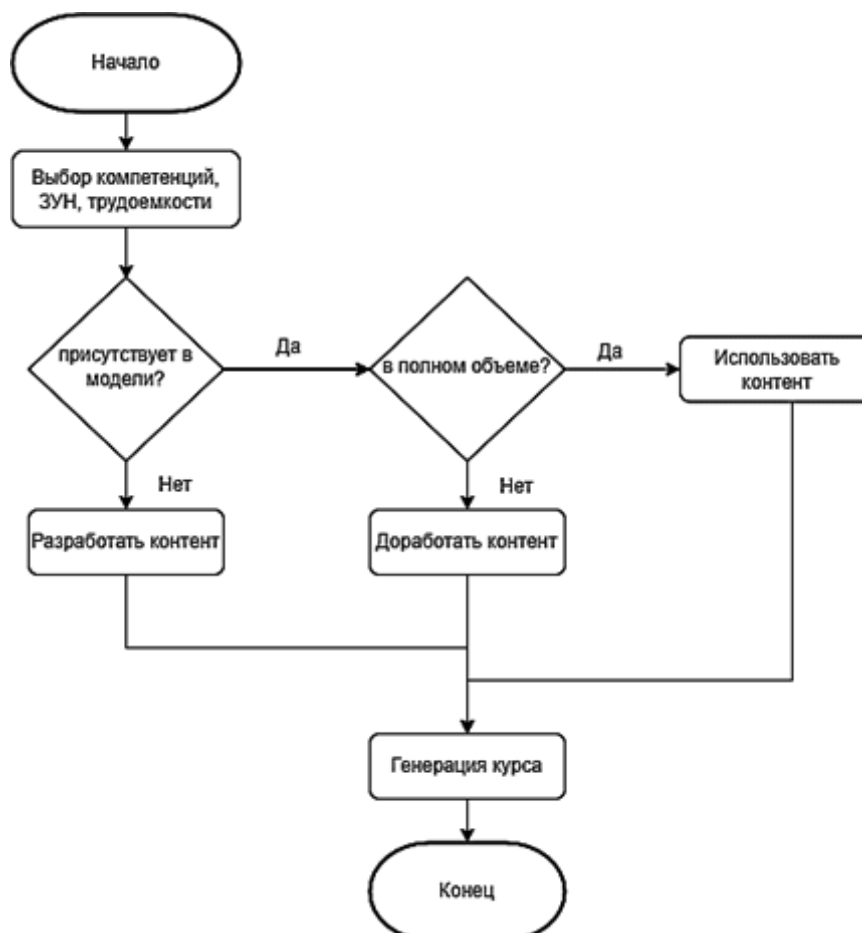 Начало
Выбор компетенций,
ЗУН, трудоемкости
присутствует в
модели?
Да
в полном объеме?
Да
Использовать
контент
Нет
Нет
Разработать контент
Доработать контент
Генерация курса
Конец